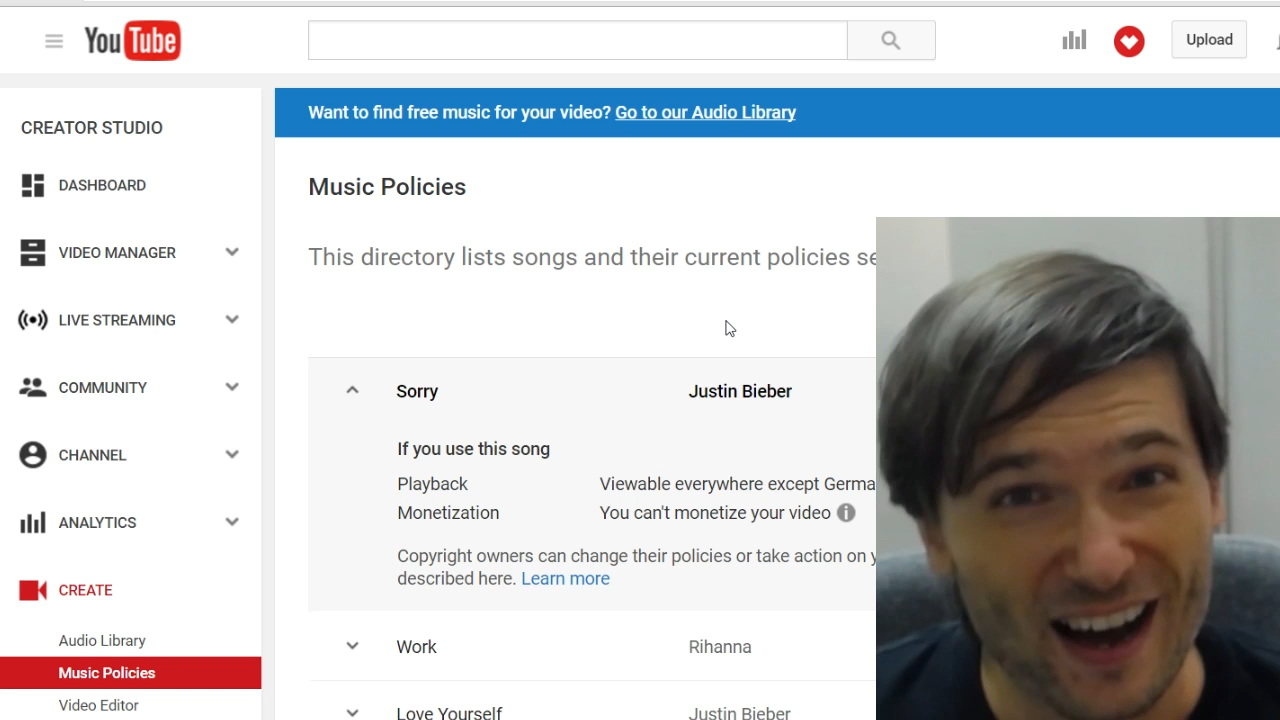 YouTube
Upload
CREATOR STUDIO
Want to find free music for your video? Go to our Audio Library
DASHBOARD
Music Policies
VIDEO MANAGER
This directory lists songs and their current policies
LIVE STREAMING
COMMUNITY
Sorry Justin Bieber
If you use this song
CHANNEL
Playback Viewable everywhere except
Monetization You can't monetize your video
ANALYTICS
Copyright owners can change their policies or take action on
described here. Learn more
CREATE
Audio Library
Work Rihanna
Music Policies
Video Editor
Love Yourself Justin Bieber